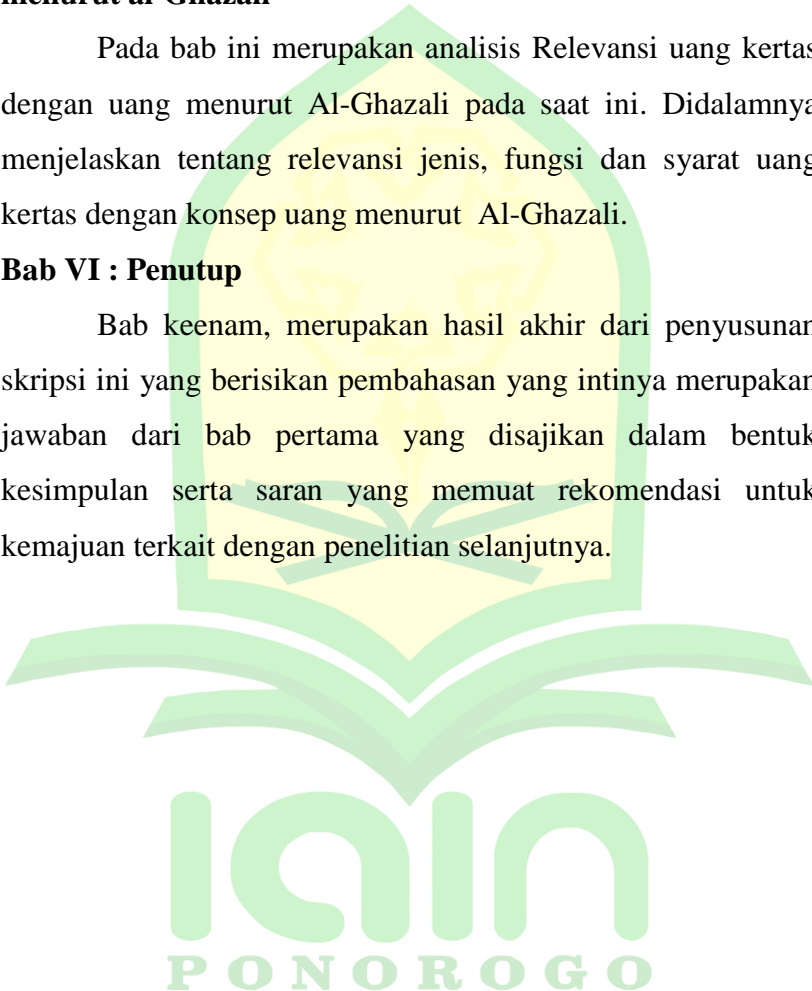 menurut al-Ghazali
Pada bab ini merupakan analisis Relevansi uang kertas
dengan uang menurut Al-Ghazali pada saat ini. Didalamnya
menjelaskan tentang relevansi jenis, fungsi dan syarat uang
kertas dengan konsep uang menurut Al-Ghazali.
Bab VI : Penutup
Bab keenam, merupakan hasil akhir dari penyusunan
skripsi ini yang berisikan pembahasan yang intinya merupakan
jawaban dari bab pertama yang disajikan dalam bentuk
kesimpulan serta saran yang memuat rekomendasi untuk
kemajuan terkait dengan penelitian selanjutnya.
iain
PONOROGO